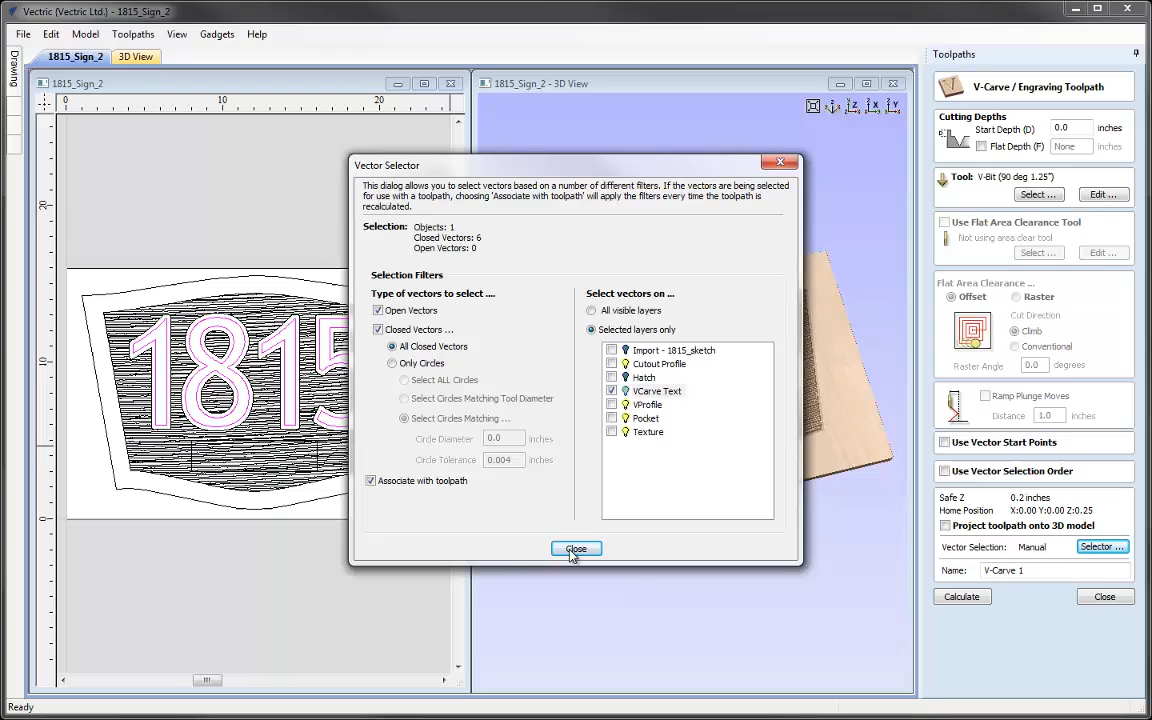 Vectric {Vectric Ltd.} - 1815_Sign_2
File Edit Model Toolpaths View Gadgets Help
Drawing
1815_Sign_2 3D View
1815_Sign_2
0 10 20
20
10
0
1815
1815_Sign_2 - 3D View
Z X Y
Vector Selector
This dialog allows you to select vectors based on a number of different filters. If the vectors are being selected
for use with a toolpath, choosing 'Associate with toolpath' will apply the filters every time the toolpath is
recalculated.
Selection: Objects: 1
Closed Vectors: 6
Open Vectors: 0
Selection Filters
Type of vectors to select ....
Open Vectors
Closed Vectors ...
All Closed Vectors
Only Circles
Select ALL Circles
Select Circles Matching Tool Diameter
Select Circles Matching ...
Circle Diameter 0.0 inches
Circle Tolerance 0.004 inches
Associate with toolpath
Select vectors on ...
All visible layers
Selected layers only
Import - 1815_sketch
Cutout Profile
Hatch
VCarve Text
VProfile
Pocket
Texture
Close
Toolpaths
V-Carve / Engraving Toolpath
Cutting Depths
Start Depth (D) 0.0 inches
Flat Depth (F) None inches
Tool: V-Bit (90 deg 1.25")
Select ... Edit ...
Use Flat Area Clearance Tool
Not using area clear tool
Select ... Edit ...
Flat Area Clearance ...
Offset Raster
Cut Direction
Climb
Conventional
Raster Angle 0.0 degrees
Ramp Plunge Moves
Distance 1.0 inches
Use Vector Start Points
Use Vector Selection Order
Safe Z 0.2 inches
Home Position X:0.00 Y:0.00 Z:0.25
Project toolpath onto 3D model
Vector Selection: Manual Selector ...
Name: V-Carve 1
Calculate Close
Ready